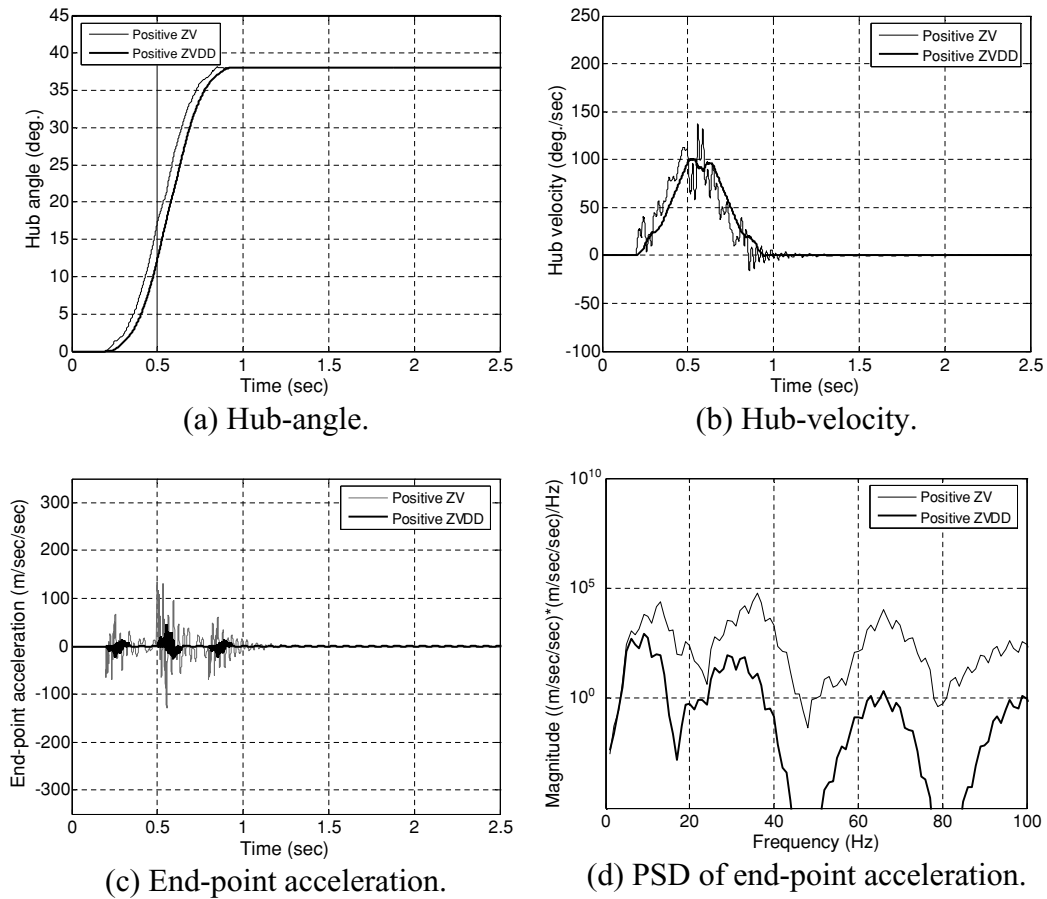 45
40
35
30
25
20
15
10
5
0
Hub angle (deg.)
Positive ZV
Positive ZVDD
0 0.5 1 1.5 2 2.5
Time (sec)
(a) Hub-angle.
250
200
150
100
50
0
-50
-100
Hub velocity (deg./sec)
Positive ZV
Positive ZVDD
0 0.5 1 1.5 2 2.5
Time (sec)
(b) Hub-velocity.
300
200
100
0
-100
-200
-300
End-point acceleration (m/sec/sec)
Positive ZV
Positive ZVDD
0 0.5 1 1.5 2 2.5
Time (sec)
(c) End-point acceleration.
10^10
10^5
10^0
Magnitude ((m/sec/sec)*(m/sec/sec)/Hz)
Positive ZV
Positive ZVDD
0 20 40 60 80 100
Frequency (Hz)
(d) PSD of end-point acceleration.